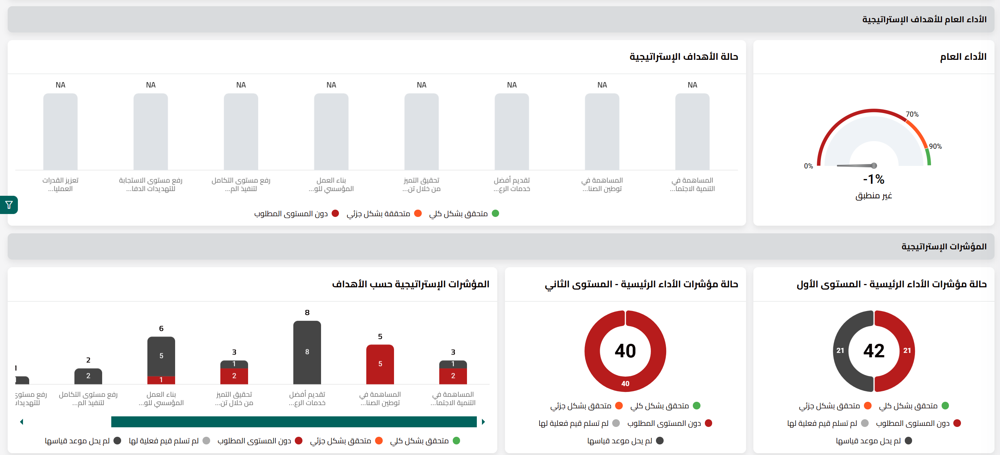 الأداء العام للأهداف الإستراتيجية
الأداء العام
70%
90%
0%
-1%
غير منطبق
حالة الأهداف الإستراتيجية
NA
NA
NA
NA
NA
NA
NA
NA
المساهمة في
التنمية الاجتما...
المساهمة في
توطين الصنا...
تقديم أفضل
خدمات الرع...
تحقيق التميز
من خلال تن...
بناء العمل
المؤسسي للو...
رفع مستوى التكامل
لتنفيذ الم...
رفع مستوى الاستجابة
للتهديدات الدفا...
تعزيز القدرات
العمليا...
متحقق بشكل كلي
متحققة بشكل جزئي
دون المستوى المطلوب
المؤشرات الإستراتيجية
حالة مؤشرات الأداء الرئيسية - المستوى الأول
21
42
21
متحقق بشكل كلي
متحقق بشكل جزئي
دون المستوى المطلوب
لم تسلم قيم فعلية لها
لم يحل موعد قياسها
حالة مؤشرات الأداء الرئيسية - المستوى الثاني
40
40
متحقق بشكل كلي
متحقق بشكل جزئي
دون المستوى المطلوب
لم تسلم قيم فعلية لها
لم يحل موعد قياسها
المؤشرات الإستراتيجية حسب الأهداف
3
1
2
5
5
8
8
3
1
2
6
5
1
2
2
المساهمة في
التنمية الاجتما...
المساهمة في
توطين الصنا...
تقديم أفضل
خدمات الرع...
تحقيق التميز
من خلال تن...
بناء العمل
المؤسسي للو...
رفع مستوى التكامل
لتنفيذ الم...
رفع مستوى
متحقق بشكل كلي
متحقق بشكل جزئي
دون المستوى المطلوب
لم تسلم قيم فعلية لها
لم يحل موعد قياسها